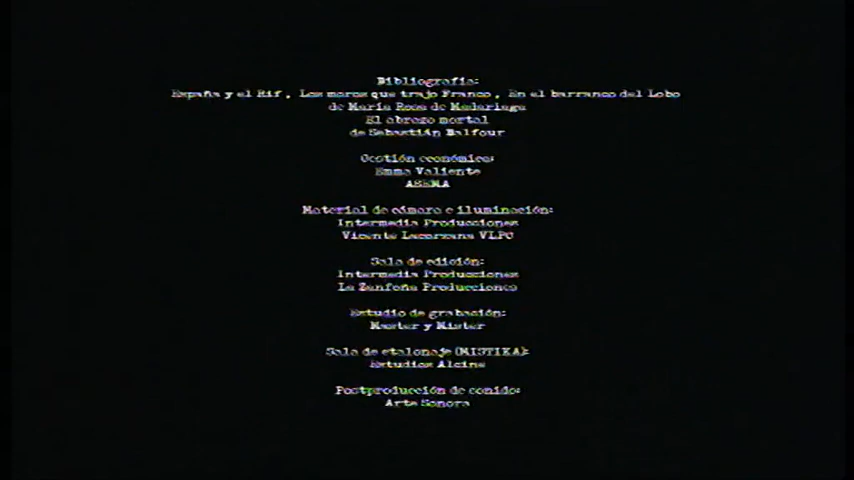 Bibliografía:
España y el Rif , Los moros que trajo Franco , En el barranco del Lobo
de María Rosa de Madariaga
El abrazo mortal
de Sebastián Balfour
Gestión económica:
Emma Valiente
ABEMA
Material de cámara e iluminación:
Intermedia Producciones
Vicente VLPC
Sala de edición:
Intermedia Producciones
La Zanfoña Producciones
Estudio de grabación:
Master y Mister
Sala de etalonaje (MISTIKA):
Estudios Alcine
Postproducción de sonido:
Arte Sonora